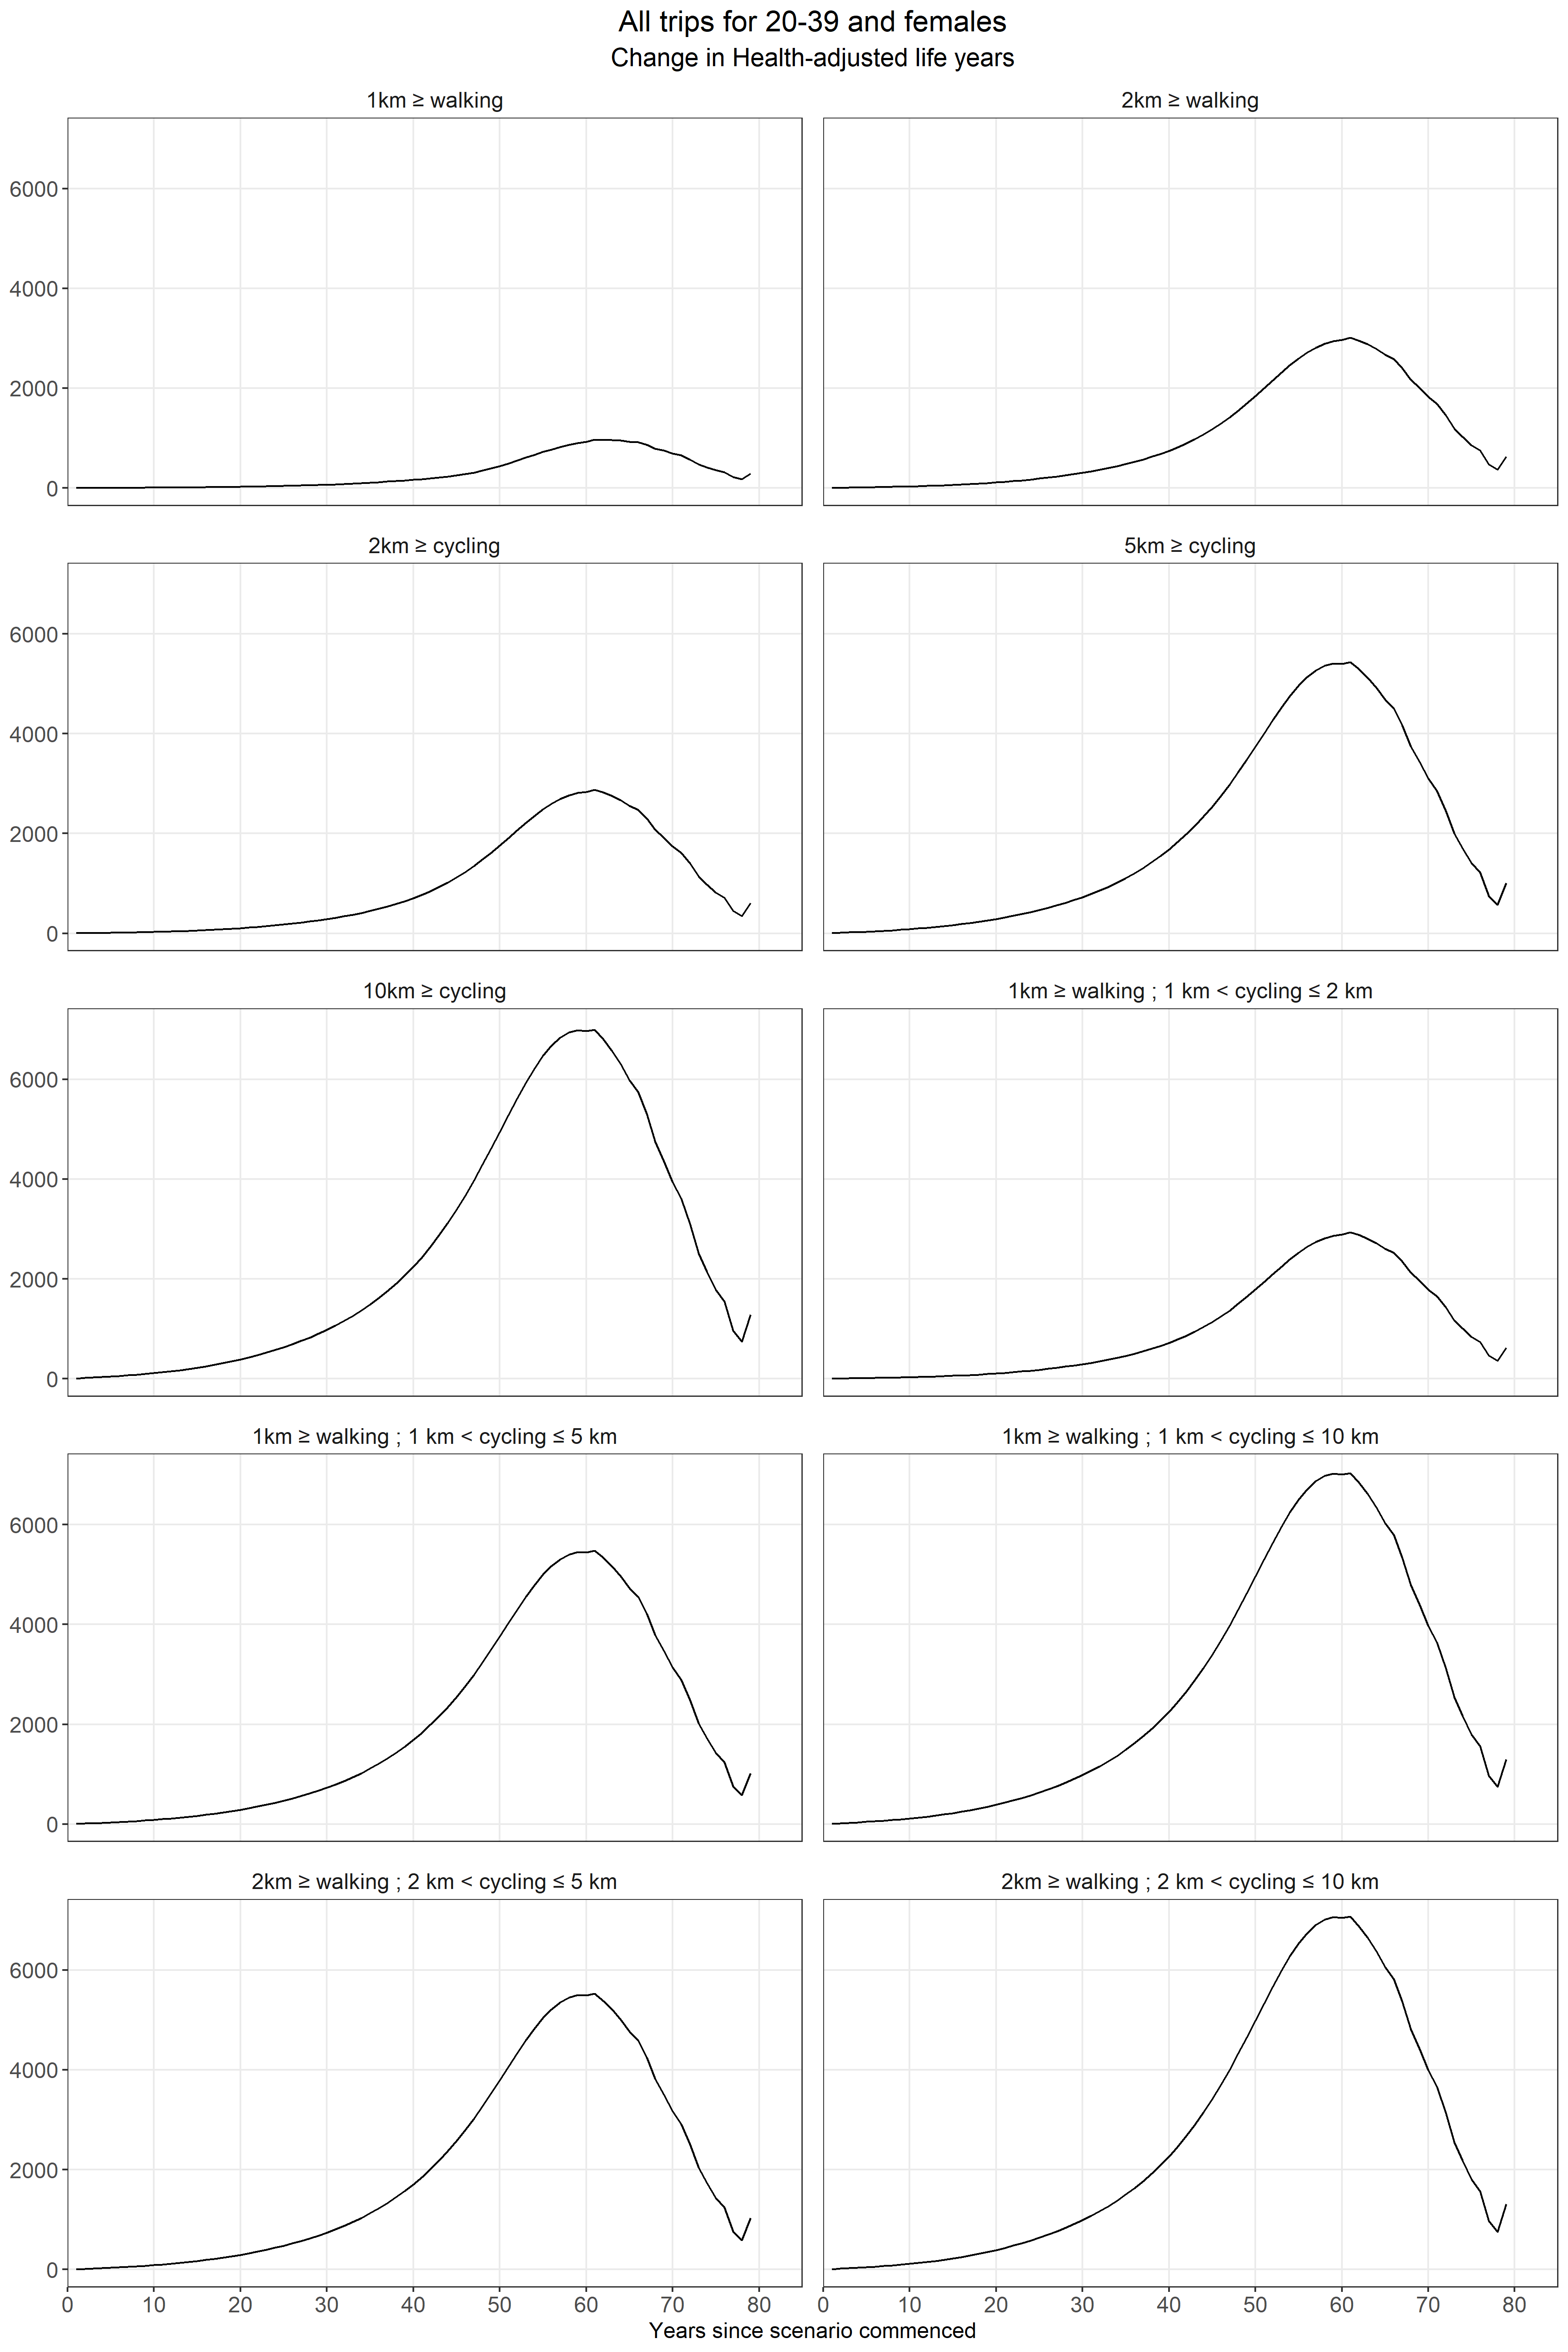 All trips for 20-39 and females
Change in Health-adjusted life years
1km ≥ walking
2km ≥ walking
6000
4000
2000
0
2km ≥ cycling
5km ≥ cycling
6000
4000
2000
0
10km ≥ cycling
1km ≥ walking ; 1 km < cycling ≤ 2 km
6000
4000
2000
0
1km ≥ walking ; 1 km < cycling ≤ 5 km
1km ≥ walking ; 1 km < cycling ≤ 10 km
6000
4000
2000
0
2km ≥ walking ; 2 km < cycling ≤ 5 km
2km ≥ walking ; 2 km < cycling ≤ 10 km
6000
4000
2000
0
0 10 20 30 40 50 60 70 80
0 10 20 30 40 50 60 70 80
Years since scenario commenced